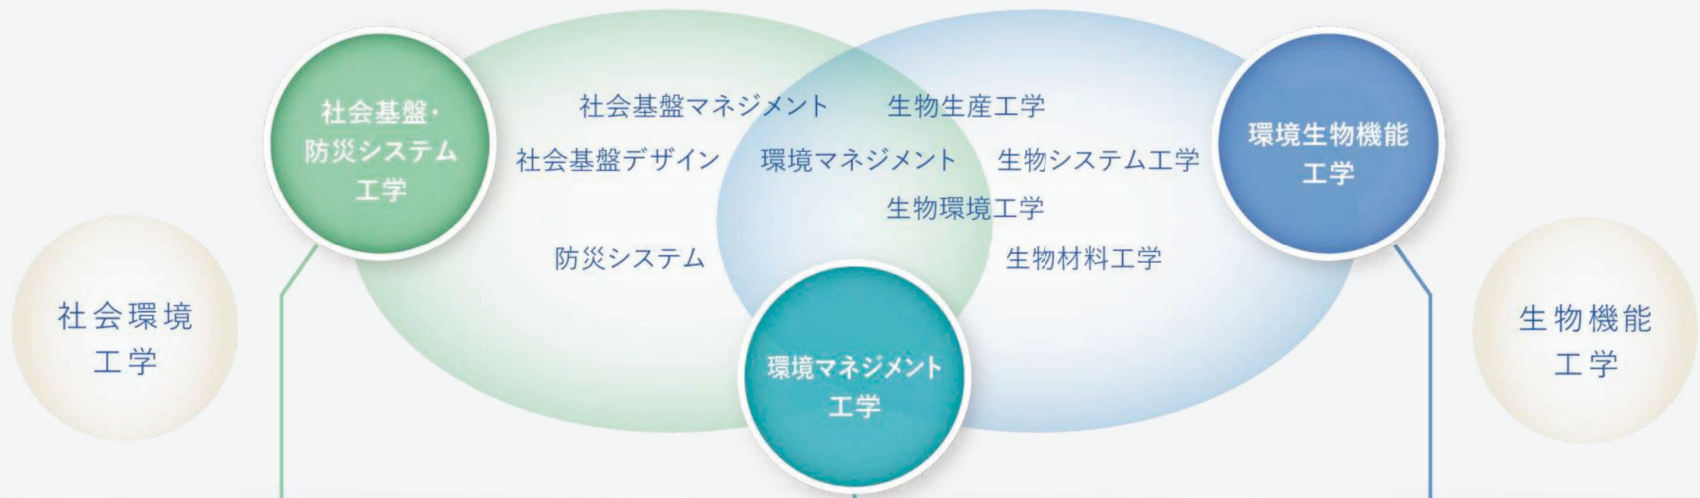 社会基盤・
防災システム
工学
社会基盤マネジメント
生物生産工学
環境生物機能
工学
社会基盤デザイン
環境マネジメント
生物システム工学
生物環境工学
防災システム
生物材料工学
社会環境
工学
環境マネジメント
工学
生物機能
工学